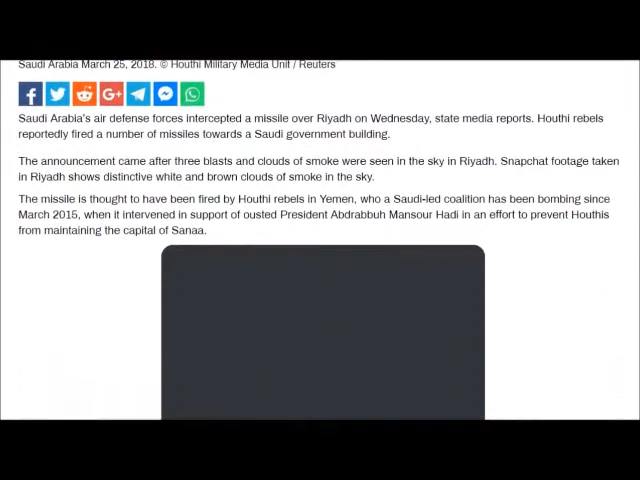 Saudi Arabia March 25, 2018. © Houthi Military Media Unit / Reuters
Saudi Arabia's air defense forces intercepted a missile over Riyadh on Wednesday, state media reports. Houthi rebels
reportedly fired a number of missiles towards a Saudi government building.
The announcement came after three blasts and clouds of smoke were seen in the sky in Riyadh. Snapchat footage taken
in Riyadh shows distinctive white and brown clouds of smoke in the sky.
The missile is thought to have been fired by Houthi rebels in Yemen, who a Saudi-led coalition has been bombing since
March 2015, when it intervened in support of ousted President Abdrabbuh Mansour Hadi in an effort to prevent Houthis
from maintaining the capital of Sanaa.